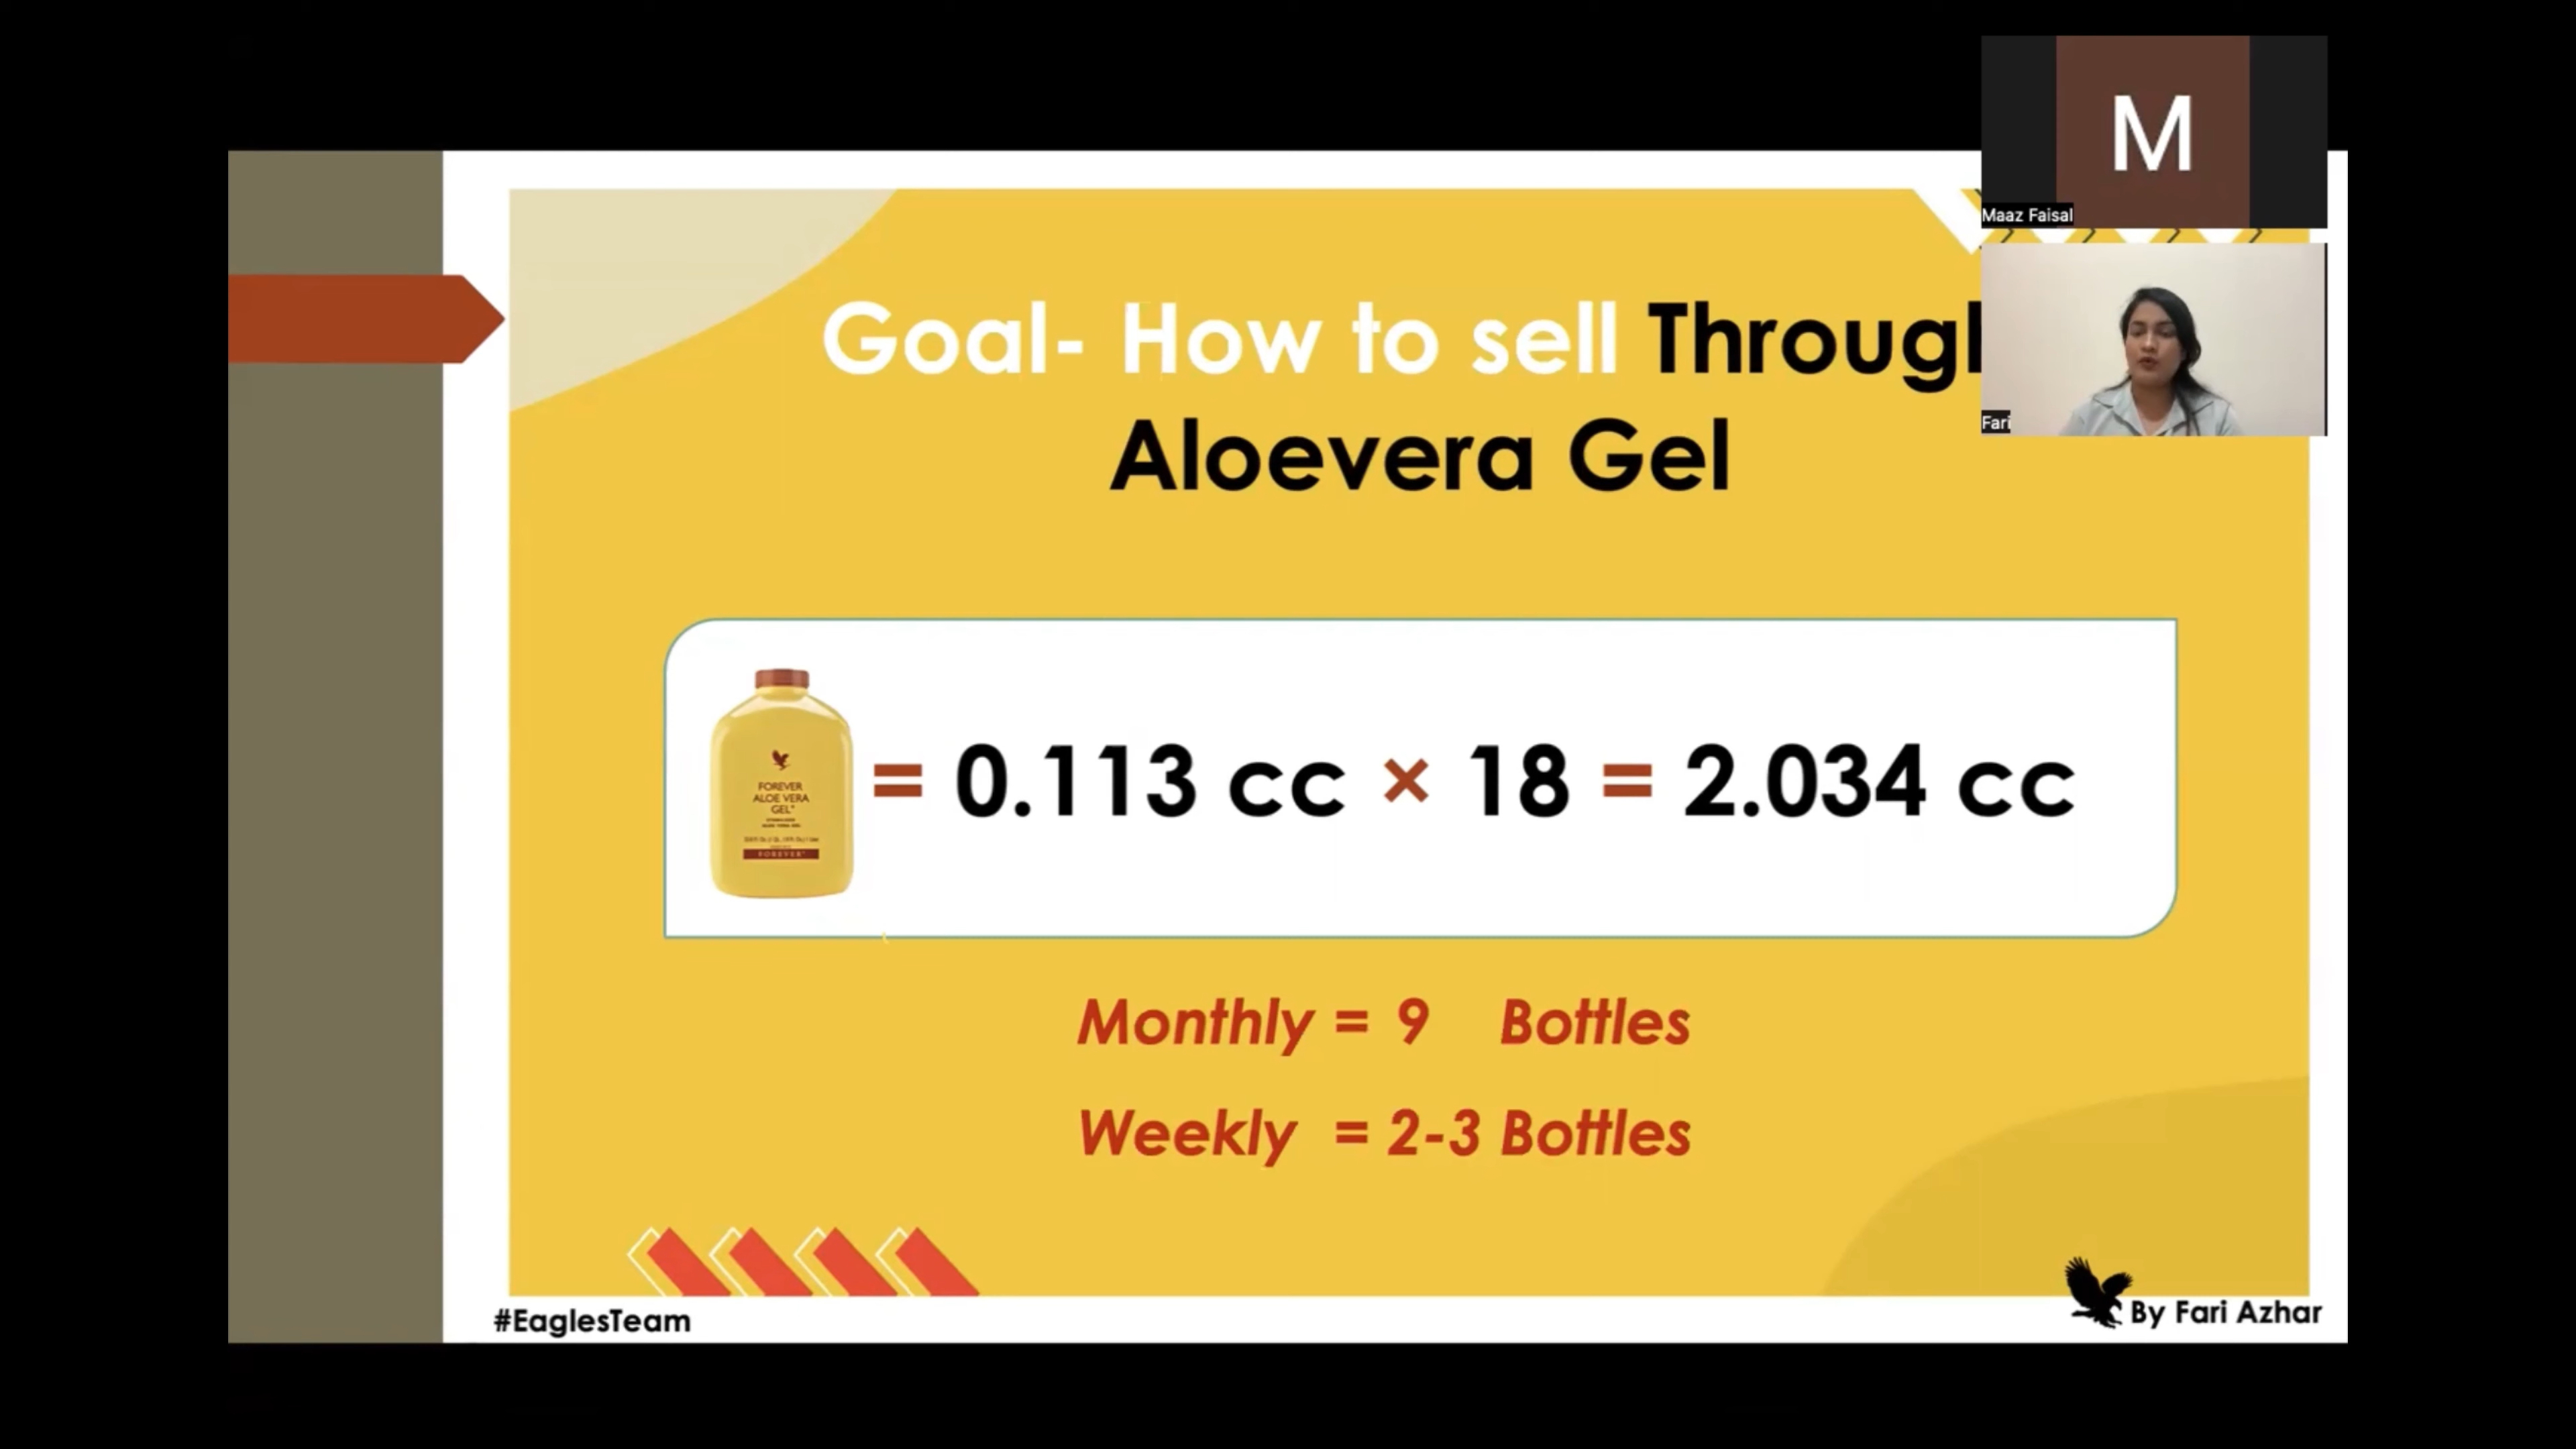 M
Maaz Faisal
Goal- How to sell Through
Aloevera Gel
Fari
FOREVER
ALOE VERA
GEL
FOREVER
= 0.113 cc × 18 = 2.034 cc
Monthly = 9 Bottles
Weekly = 2-3 Bottles
#EaglesTeam
By Fari Azhar